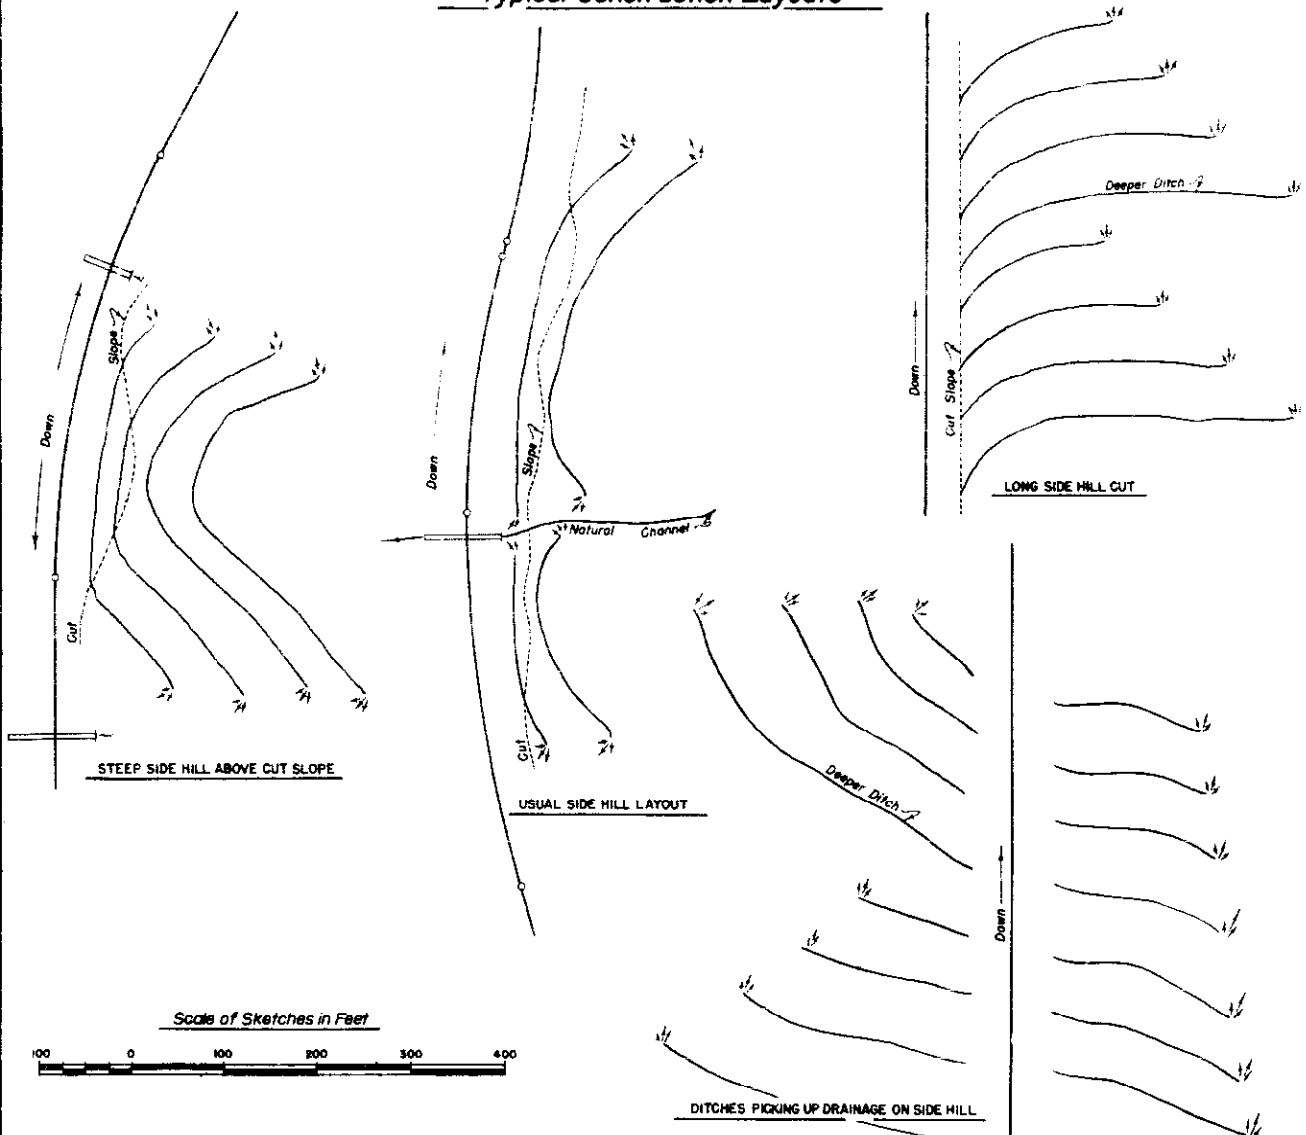 Typical
Layouts
Down
Slope
Cut
STEEP SIDE HILL ABOVE CUT SLOPE
Down
Slope
Natural Channel
Cut
USUAL SIDE HILL LAYOUT
Deeper Ditch
Down
Cut Slope
LONG SIDE HILL CUT
Deeper Ditch
Down
DITCHES PICKING UP DRAINAGE ON SIDE HILL
Scale of Sketches in Feet
100 0 100 200 300 400